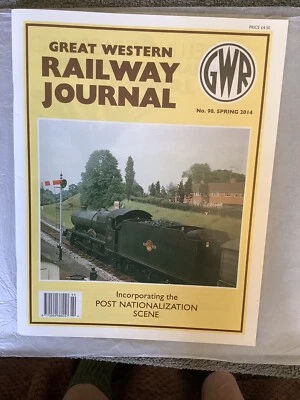 PRICE £4.50
GREAT WESTERN
RAILWAY
JOURNAL
GWR
No. 90, SPRING 2014
Incorporating the
POST NATIONALIZATION
SCENE